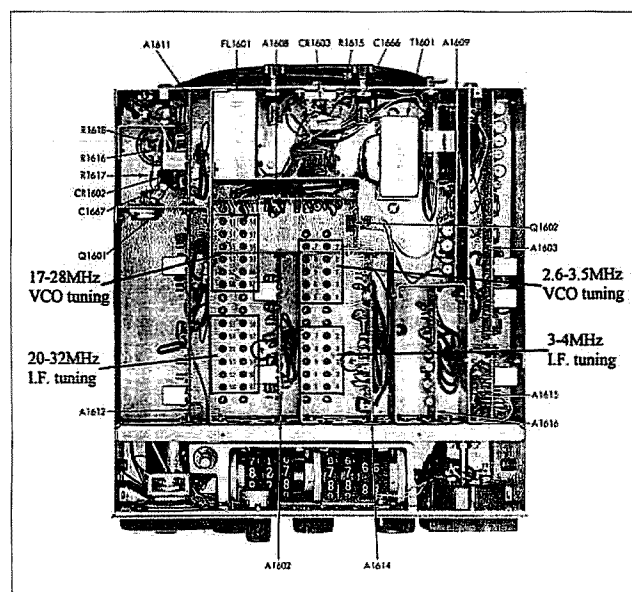 A1611 FL1601 A1608 CR1603 R1615 C1666 T1601 A1609
R1618
R1616
R1617
CR1602
C1667
Q1601
Q1602
A1603
17-28MHz
VCO tuning
2.6-3.5MHz
VCO tuning
20-32MHz
I.F. tuning
3-4MHz
I.F. tuning
A1612
A1615
A1616
A1602 A1614